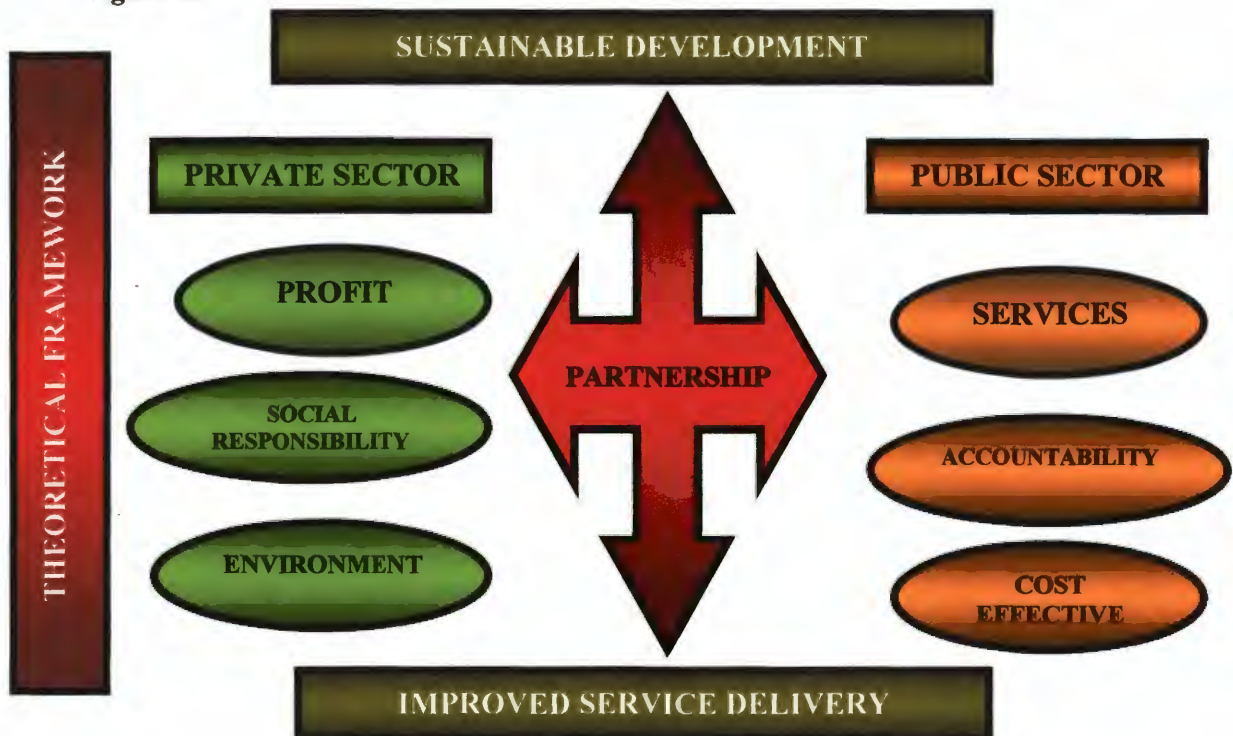 SUSTAINABLE DEVELOPMENT
THEORETICAL FRAMEWORK
PRIVATE SECTOR
PUBLIC SECTOR
PROFIT
SERVICES
PARTNERSHIP
SOCIAL
RESPONSIBILITY
ACCOUNTABILITY
ENVIRONMENT
COST
EFFECTIVE
IMPROVED SERVICE DELIVERY